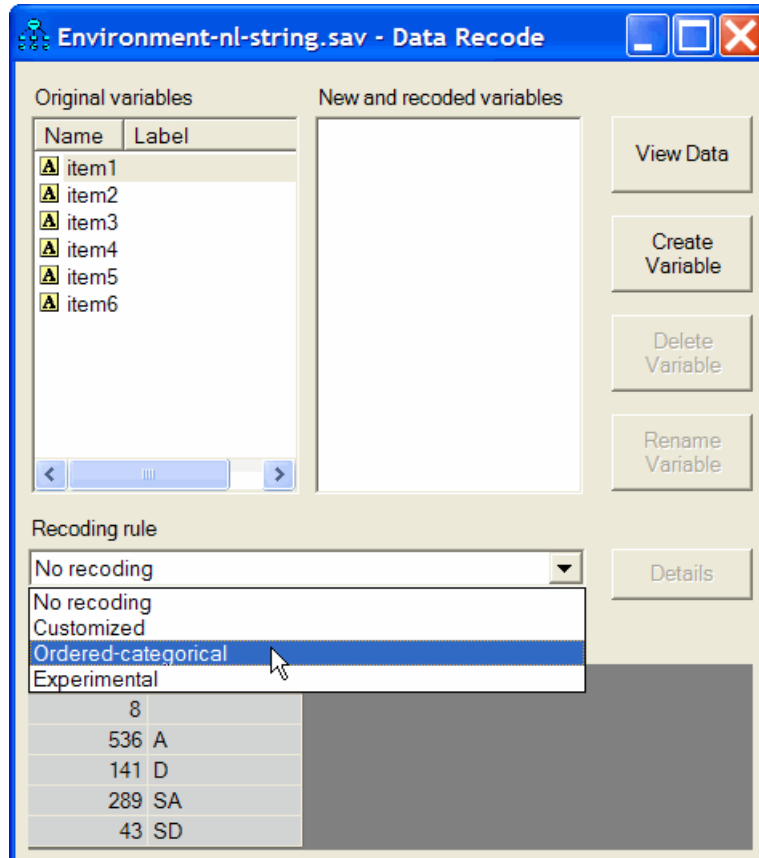 Environment-nl-string.sav - Data Recode
Original variables
New and recoded variables
Name Label
A item1
A item2
A item3
A item4
A item5
A item6
View Data
Create
Variable
Delete
Variable
Rename
Variable
Recoding rule
No recoding
Details
No recoding
Customized
Ordered-categorical
Experimental
8
536 A
141 D
289 SA
43 SD